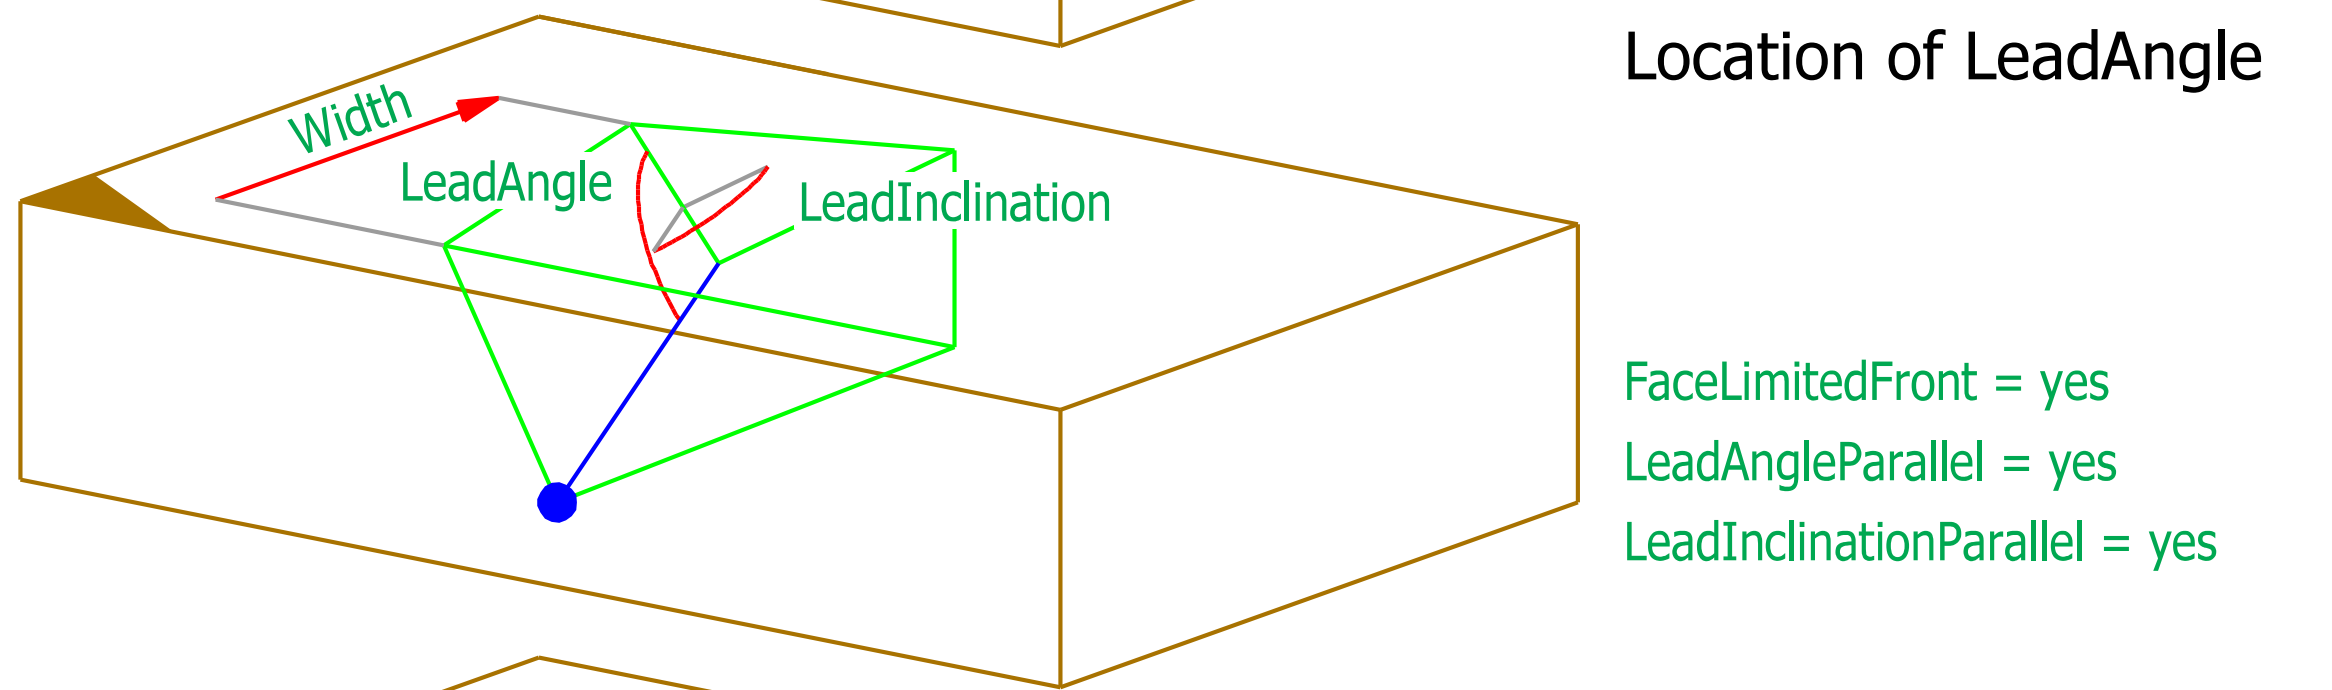 Location of LeadAngle
Width
LeadAngle
LeadInclination
FaceLimitedFront = yes
LeadAngleParallel = yes
LeadInclinationParallel = yes